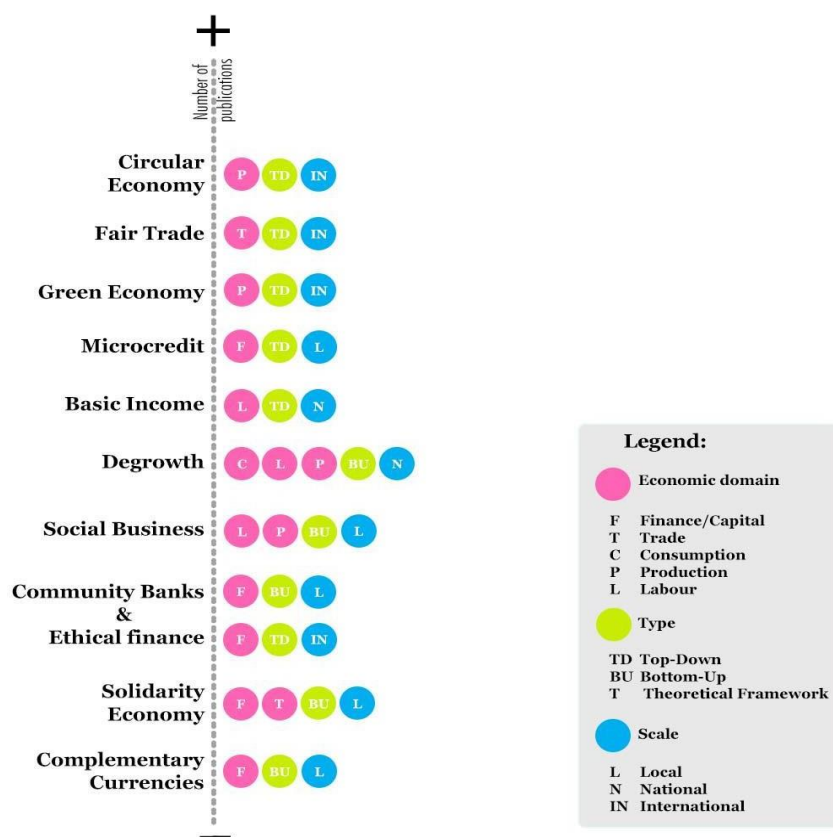 +
Number of
publications
Circular
Economy
P TD IN
Fair Trade
T TD IN
Green Economy
P TD IN
Microcredit
F TD L
Basic Income
L TD N
Degrowth
C L P BU N
Social Business
L P BU L
Community Banks
&
Ethical finance
F BU L
F TD IN
Solidarity
Economy
F T BU L
Complementary
Currencies
F BU L
Legend:
Economic domain
F Finance/Capital
T Trade
C Consumption
P Production
L Labour
Type
TD Top-Down
BU Bottom-Up
T Theoretical Framework
Scale
L Local
N National
IN International